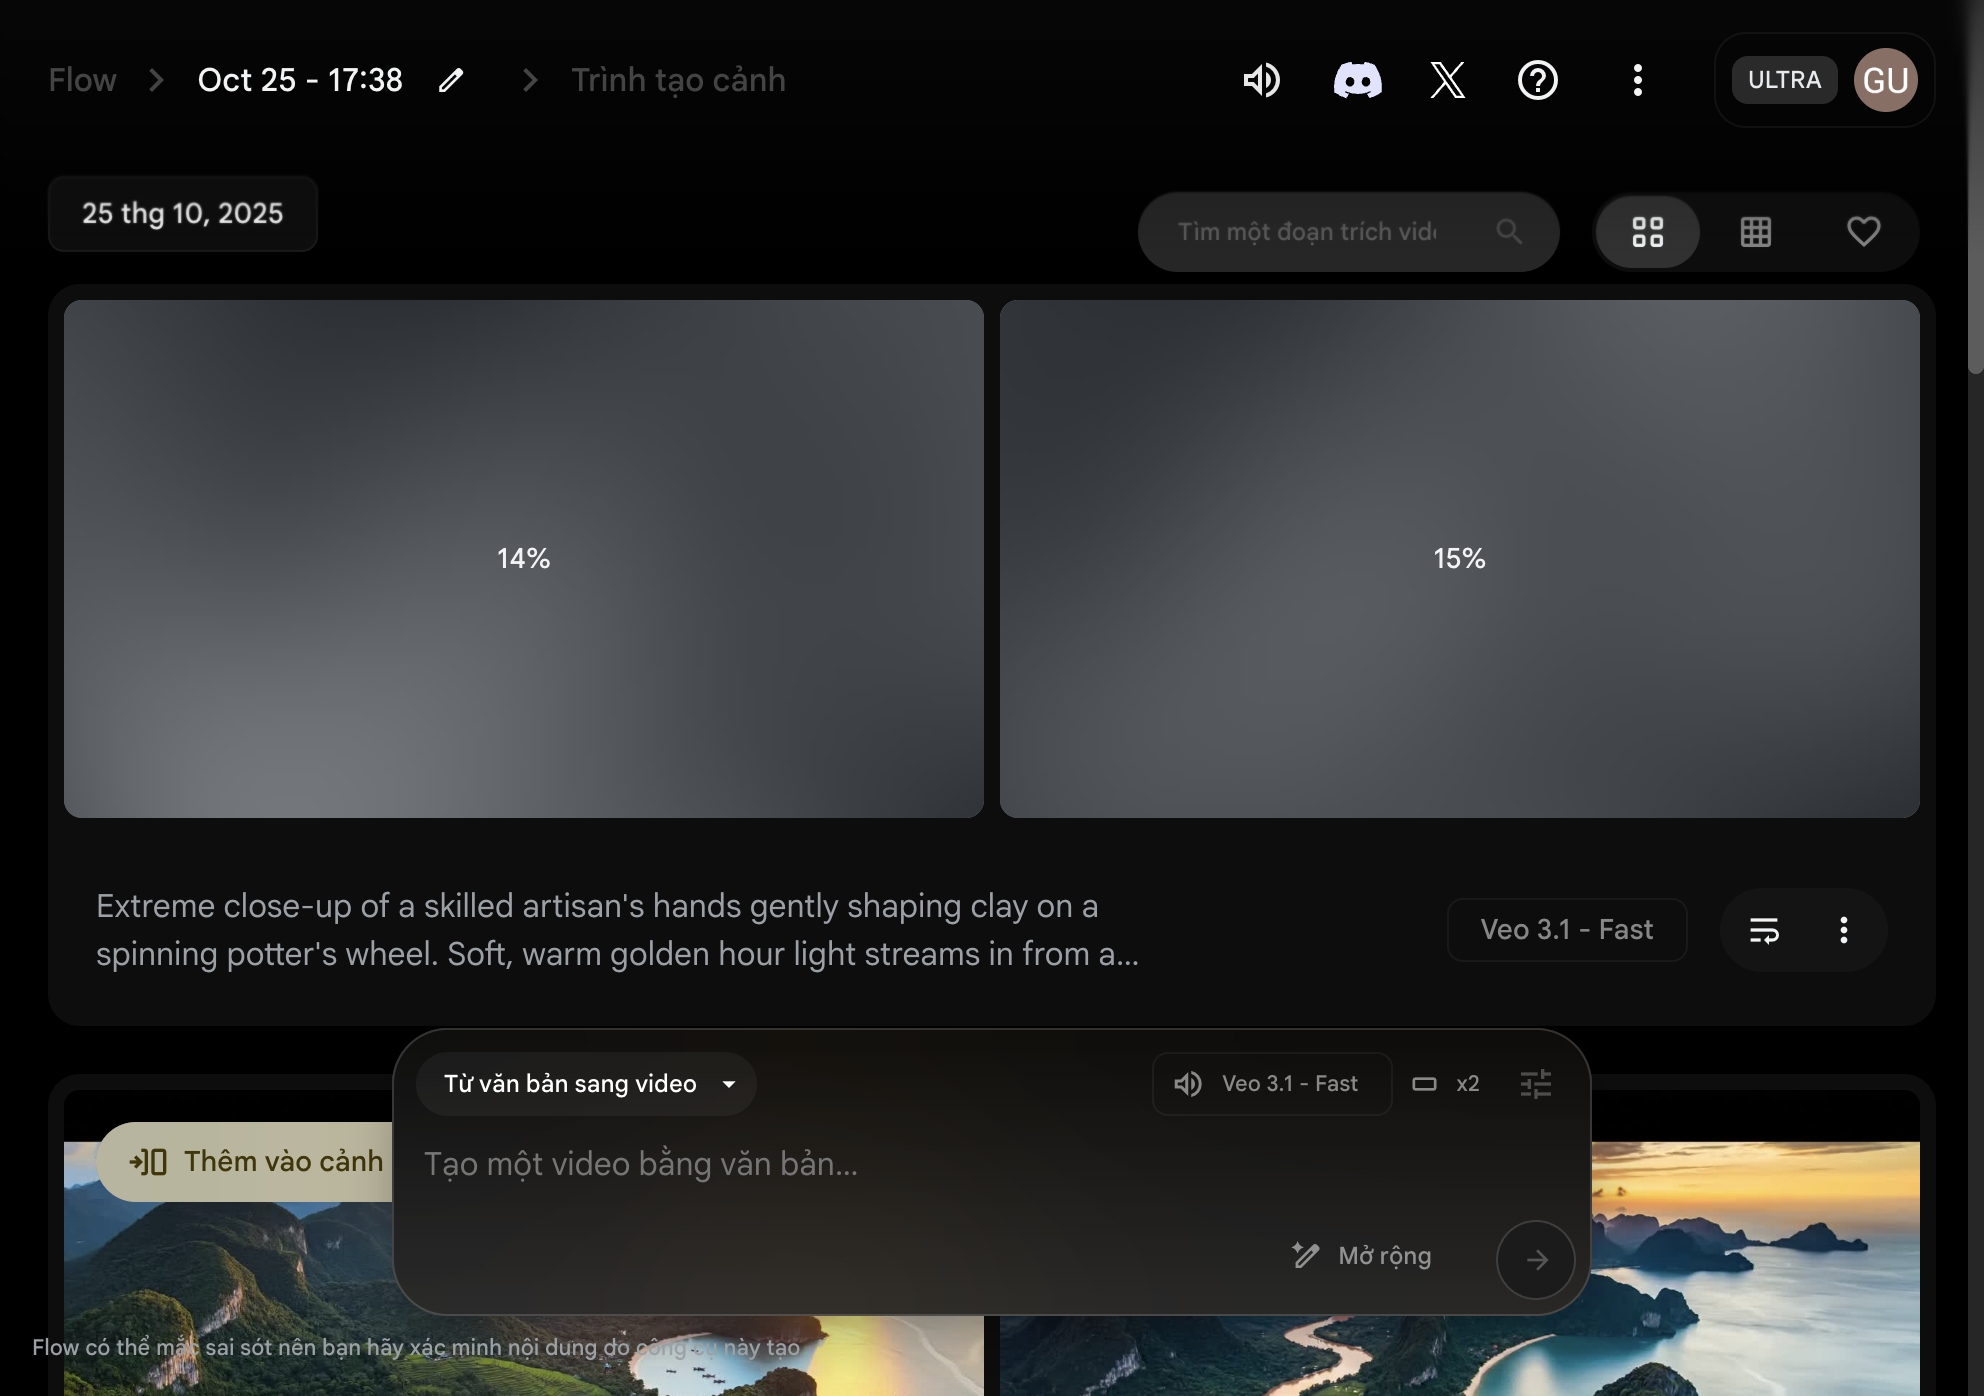 Flow
Oct 25 - 17:38
Trình tạo cảnh
ULTRA
GU
25 thg 10, 2025
Tìm một đoạn trích
14%
15%
Extreme close-up of a skilled artisan's hands gently shaping clay on a
spinning potter's wheel. Soft, warm golden hour light streams in from a...
Veo 3.1 - Fast
Từ văn bản sang video
Veo 3.1 - Fast
x2
Thêm vào cảnh
Tạo một video bằng văn bản...
Mở rộng
Flow có thể mắc sai sót nên bạn hãy xác minh nội dung do công cụ này tạo